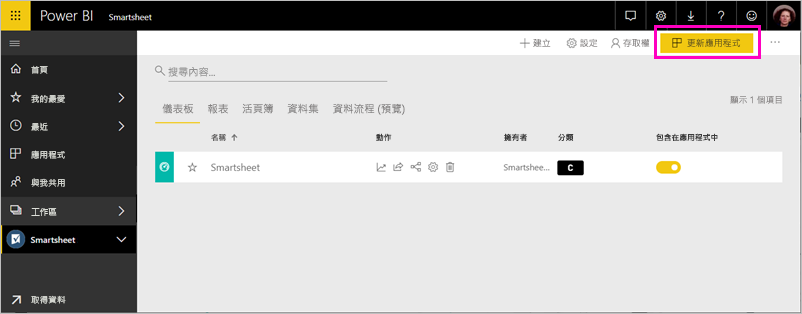 Power BI Smartsheet ?
建立 設定 存取權 更新應用程式 ...
搜尋內容...
首頁
我的最愛
最近
應用程式
與我共用
工作區
Smartsheet
取得資料
儀表板 報表 活頁簿 資料集 資料流程 (預覽)
顯示 1 個項目
名稱 動作 擁有者 分類 包含在應用程式中
Smartsheet Smartshee... C